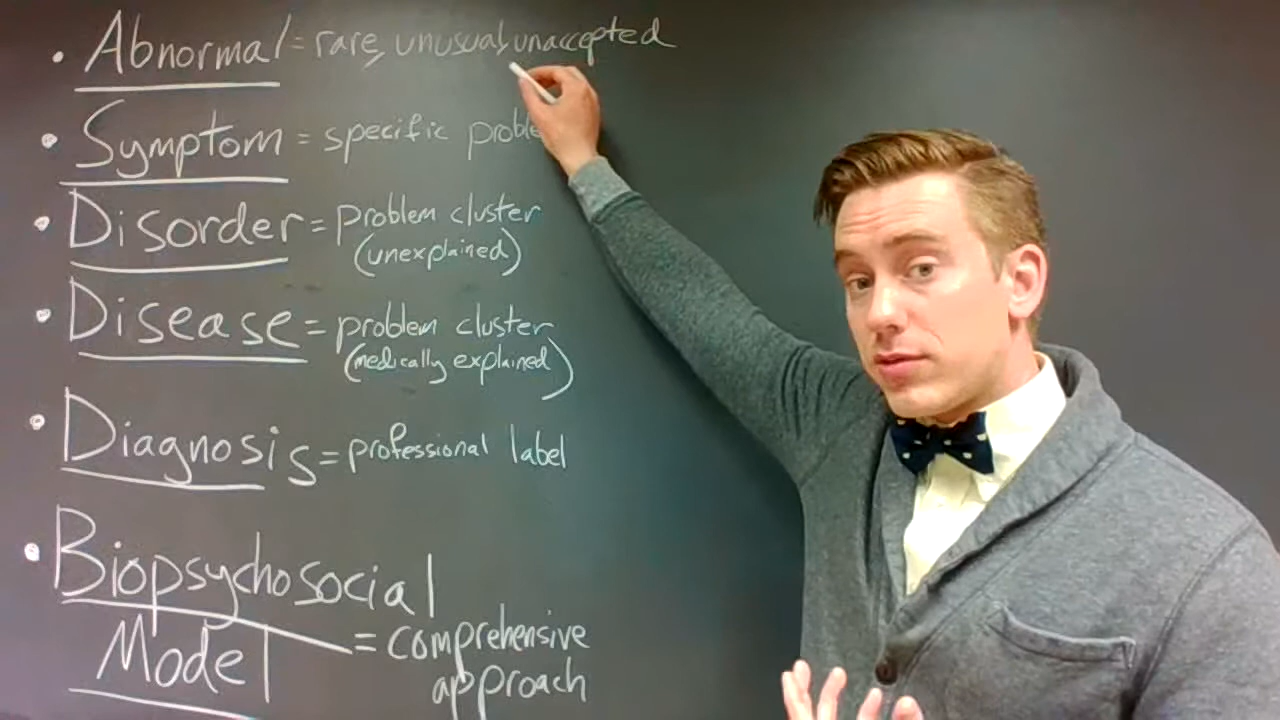 • Abnormal = rare, unusual, unaccepted
• Symptom = specific proble
• Disorder = problem cluster
(unexplained)
• Disease = problem cluster
(medically explained)
• Diagnosis = professional label
• Biopsychosocial
Model = comprehensive
approach